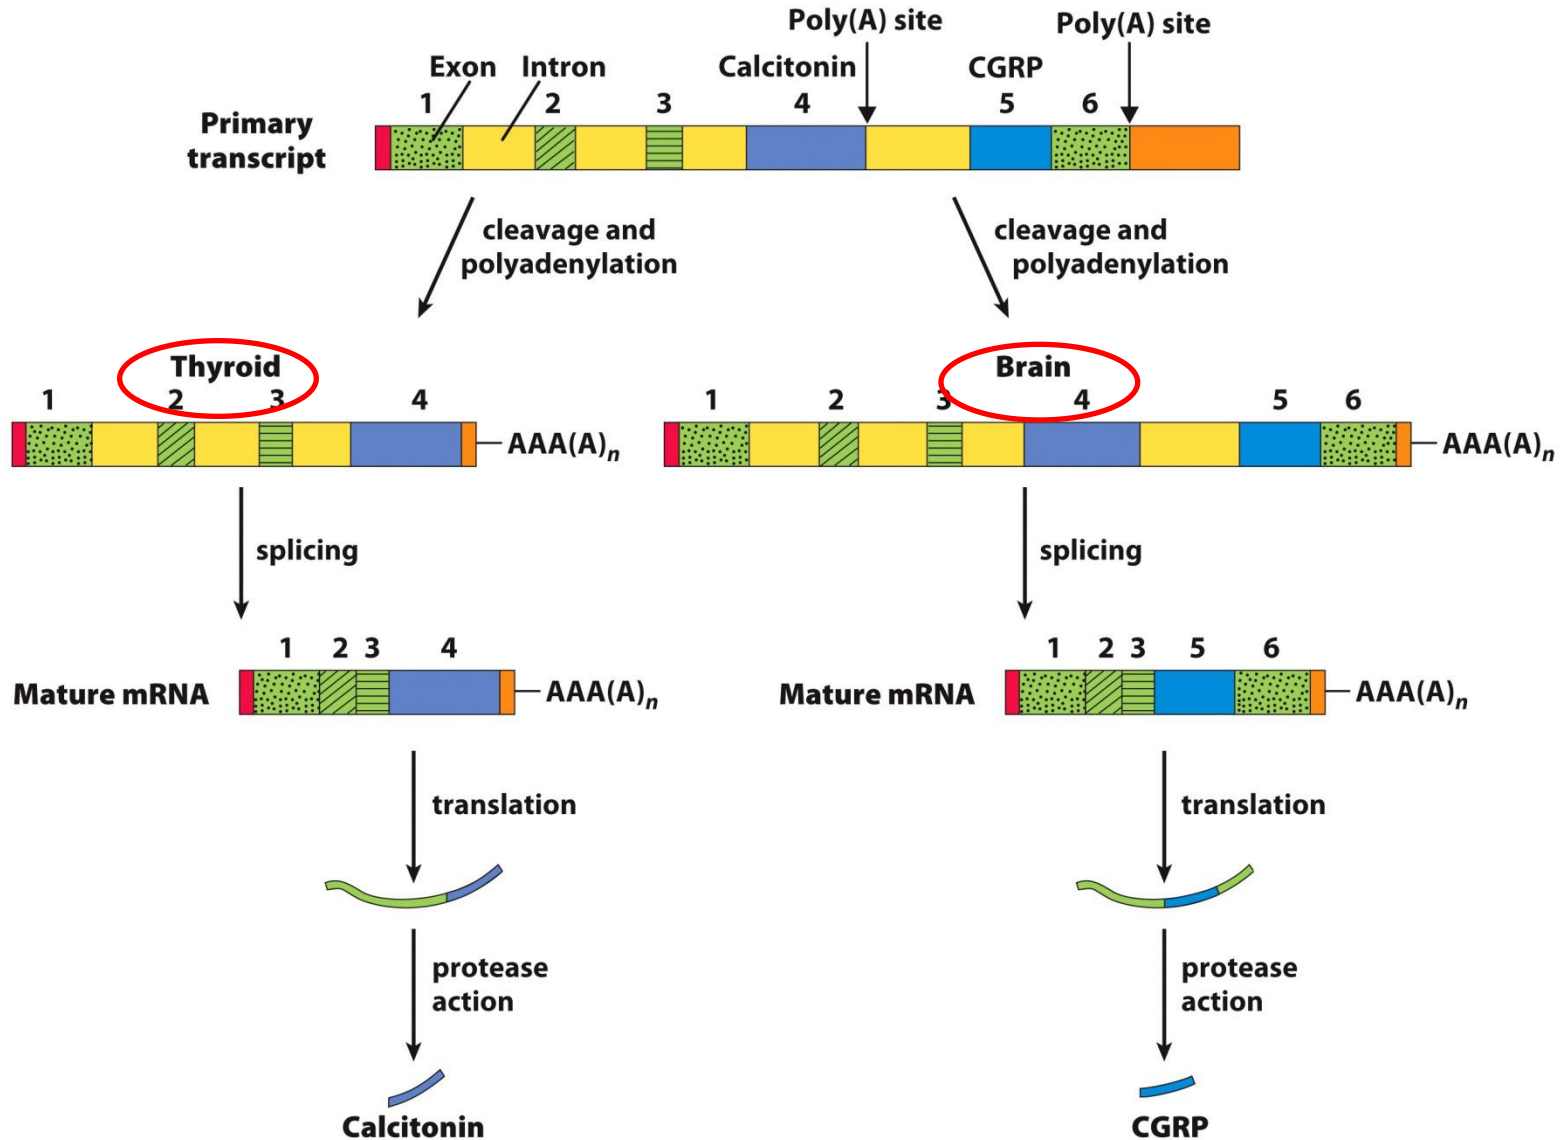 Poly(A) site
Poly(A) site
Exon Intron Calcitonin CGRP
1 2 3 4 5 6
Primary
transcript
cleavage and
polyadenylation
cleavage and
polyadenylation
Thyroid
1 2 3 4
AAA(A)n
Brain
1 2 3 4 5 6
AAA(A)n
splicing
splicing
1 2 3 4
Mature mRNA
AAA(A)n
1 2 3 5 6
Mature mRNA
AAA(A)n
translation
translation
protease
action
protease
action
Calcitonin
CGRP